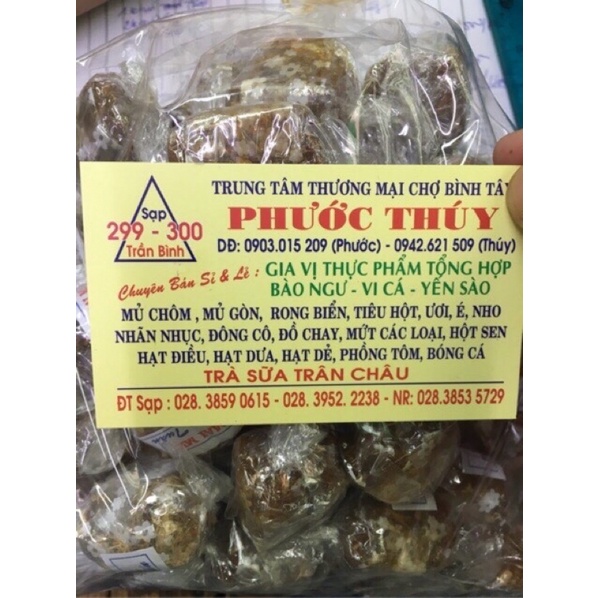 TRUNG TÂM THƯƠNG MẠI CHỢ BÌNH TÂY
Sạp
299 - 300
Trần Bình
PHƯỚC THÚY
DĐ: 0903.015 209 (Phước) - 0942.621 509 (Thúy)
Chuyên Bán Sỉ & Lẻ : GIA VỊ THỰC PHẨM TỔNG HỢP
BÀO NGƯ - VI CÁ - YẾN SÀO
MỦ CHÔM, MỦ GÒN, RONG BIỂN, TIÊU HỘT, ƯƠI, É, NHO
NHÃN NHỤC, ĐÔNG CÔ, ĐỒ CHAY, MỨT CÁC LOẠI, HỘT SEN
HẠT ĐIỀU, HẠT DƯA, HẠT DẺ, PHỒNG TÔM, BÓNG CÁ
TRÀ SỮA TRÂN CHÂU
ĐT Sạp : 028. 3859 0615 - 028. 3952. 2238 - NR: 028.3853 5729